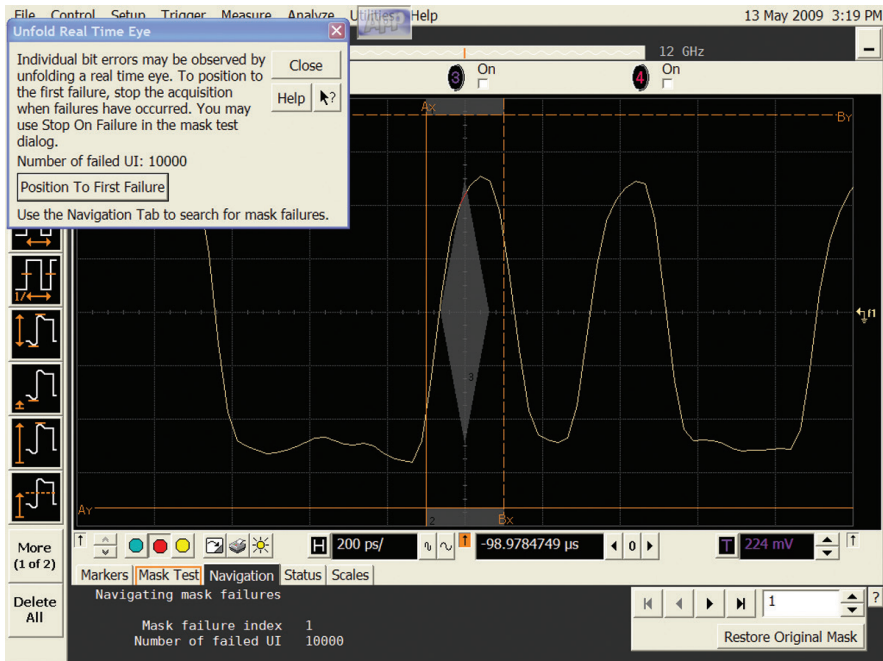 File Control Setup Trigger Measure Analyze Utilities Help
13 May 2009 3:19 PM
Unfold Real Time Eye
Individual bit errors may be observed by
unfolding a real time eye. To position to
the first failure, stop the acquisition
when failures have occurred. You may
use Stop On Failure in the mask test
dialog.
Number of failed UI: 10000
Position To First Failure
Use the Navigation Tab to search for mask failures.
Close
Help
?
12 GHz
3 On
4 On
Ax
By
3
f1
Ay
2
Bx
1/
More
(1 of 2)
Delete
All
H 200 ps/
-98.9784749 µs
0
T 224 mV
Markers Mask Test Navigation Status Scales
Navigating mask failures
Mask failure index 1
Number of failed UI 10000
1
?
Restore Original Mask